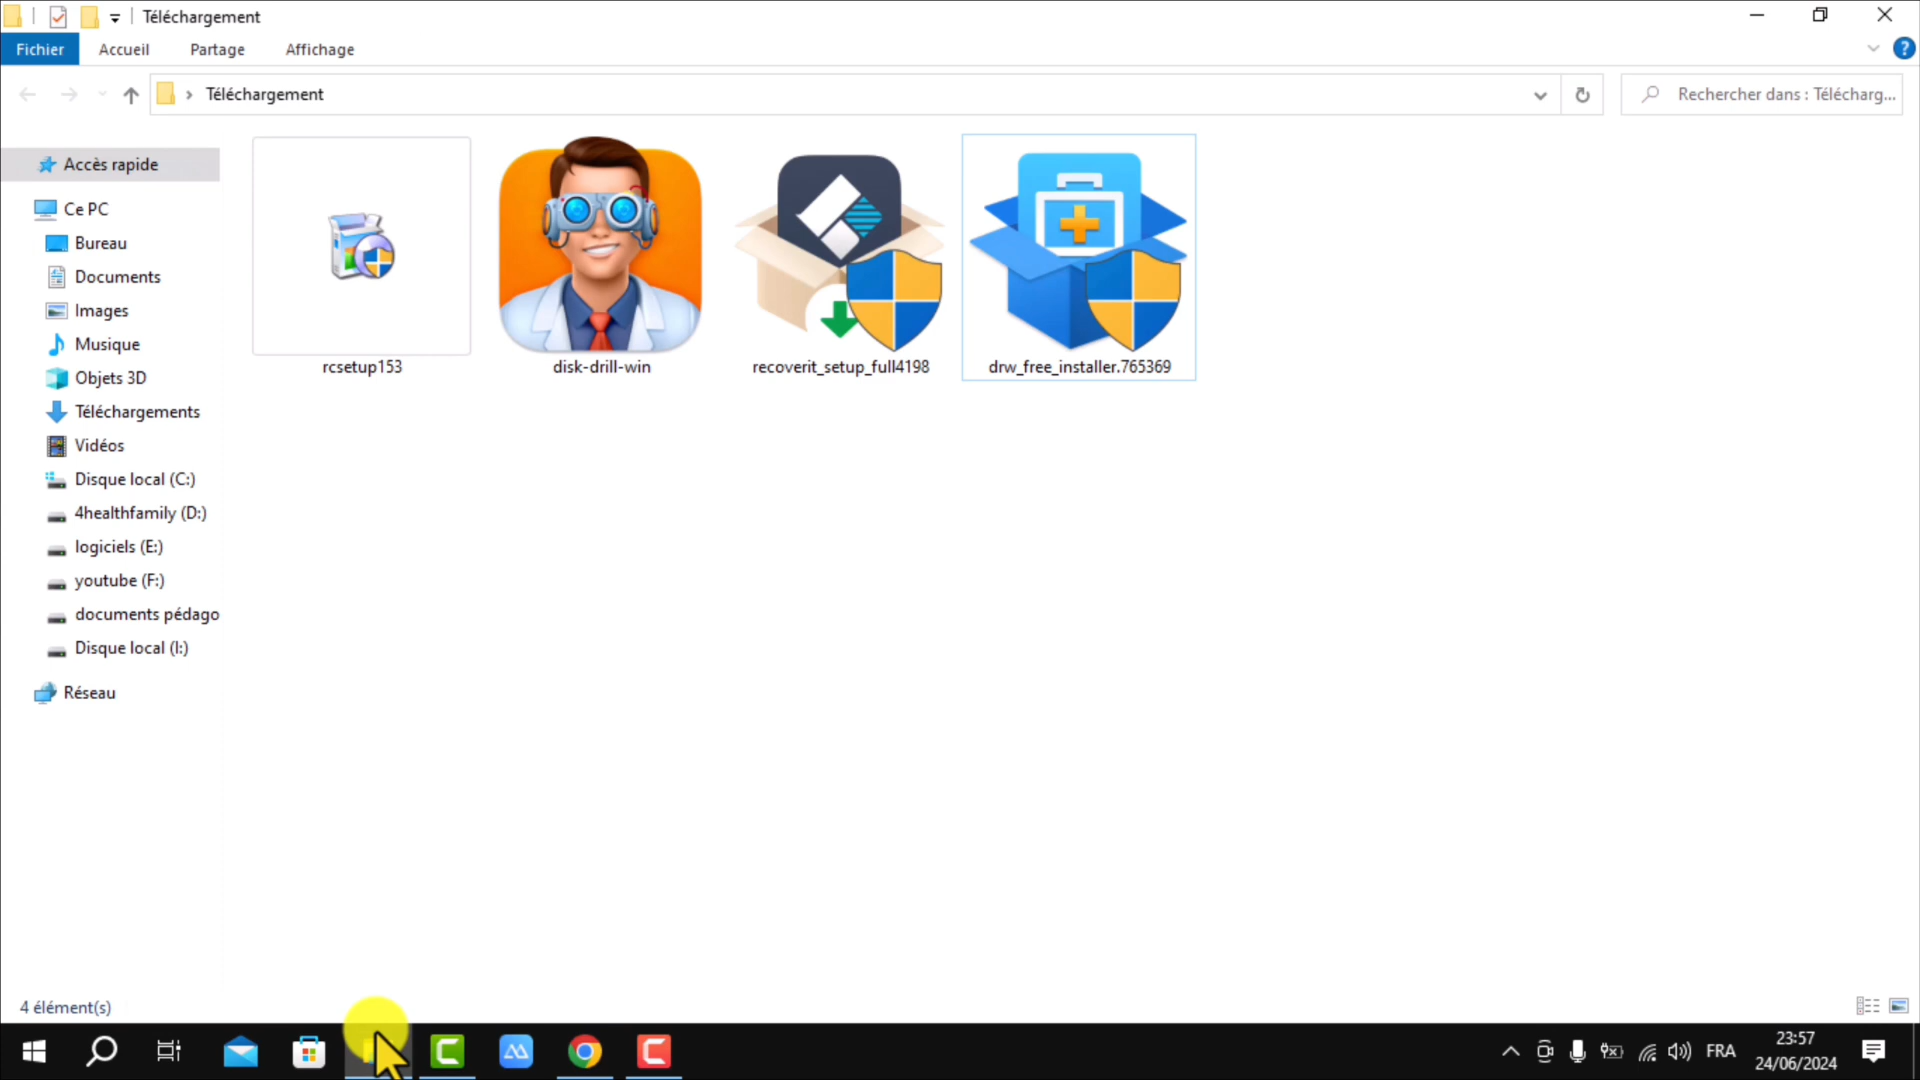 Téléchargement
Fichier
Accueil
Partage
Affichage
?
Téléchargement
Rechercher dans : Télécharg...
Accès rapide
Ce PC
Bureau
Documents
Images
Musique
Objets 3D
Téléchargements
Vidéos
Disque local (C:)
4healthfamily (D:)
logiciels (E:)
youtube (F:)
documents pédago
Disque local (I:)
Réseau
rcsetup153
disk-drill-win
recoverit_setup_full4198
drw_free_installer.765369
4 élément(s)
FRA
23:57
24/06/2024